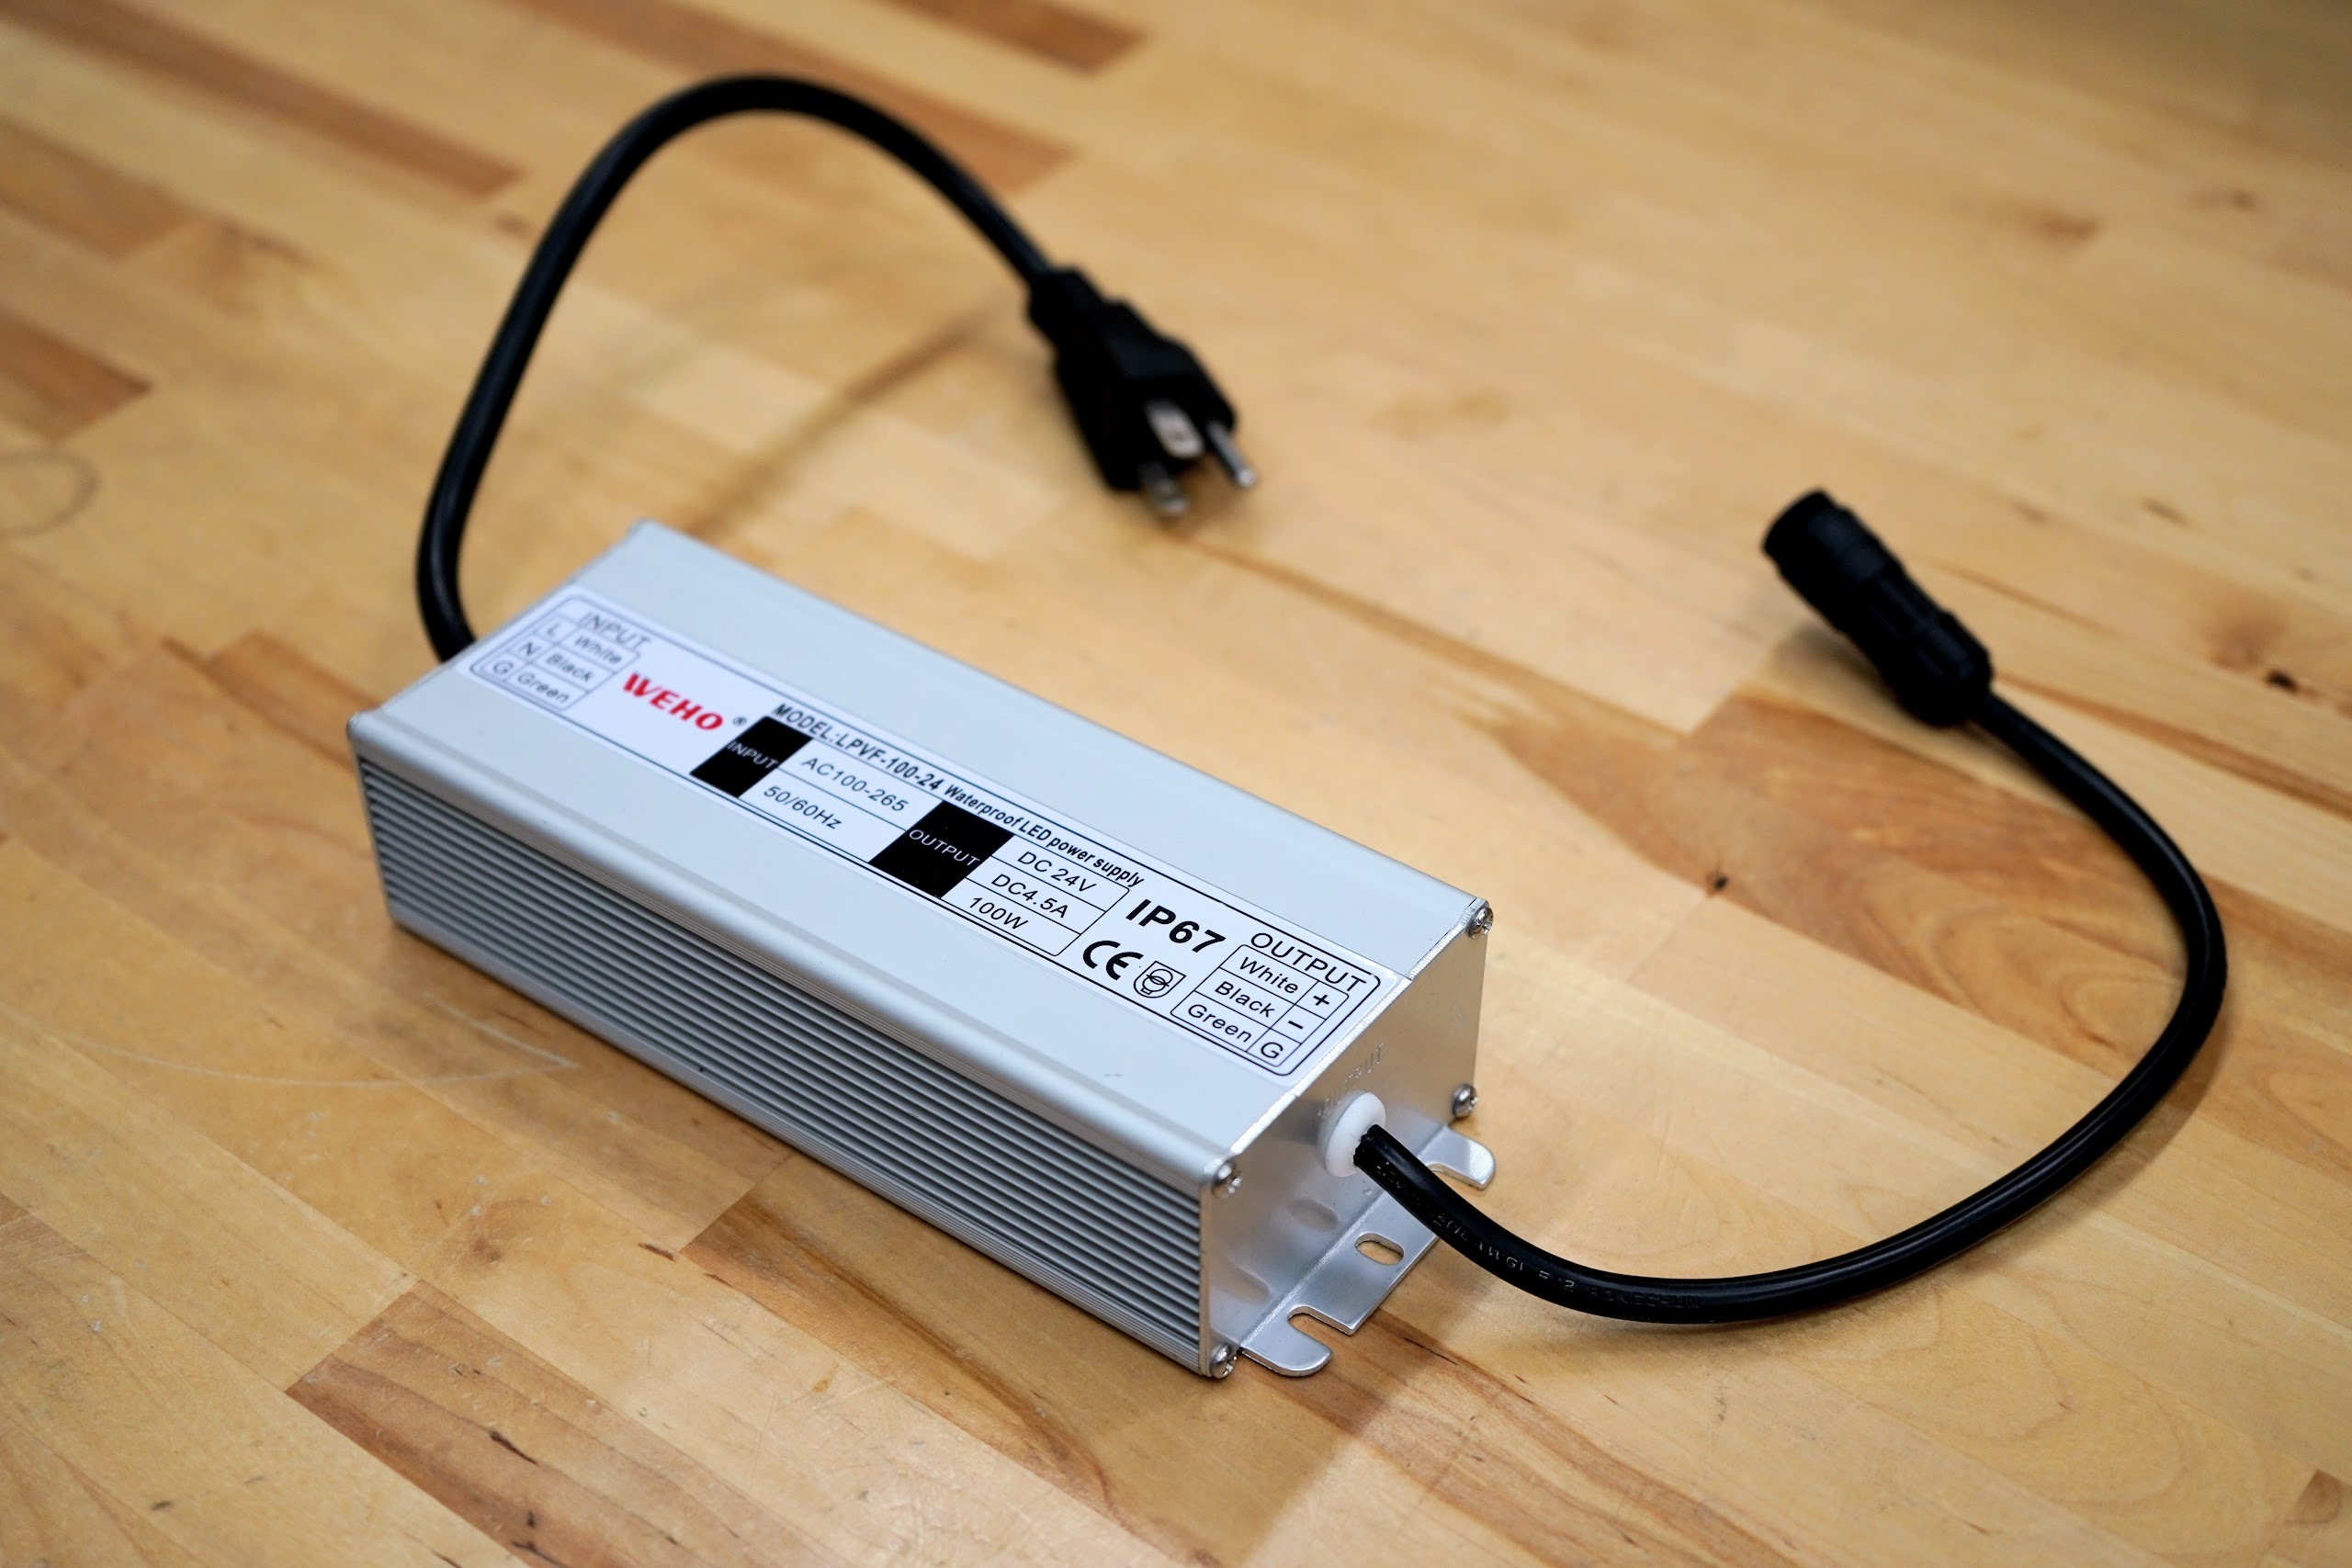 INPUT
L White
N Black
G Green
WEHO ®
MODEL:LPVF-100-24 Waterproof LED power supply
INPUT
AC100-265
50/60Hz
OUTPUT
DC 24V
DC4.5A
100W
IP67
CE
OUTPUT
White +
Black −
Green G